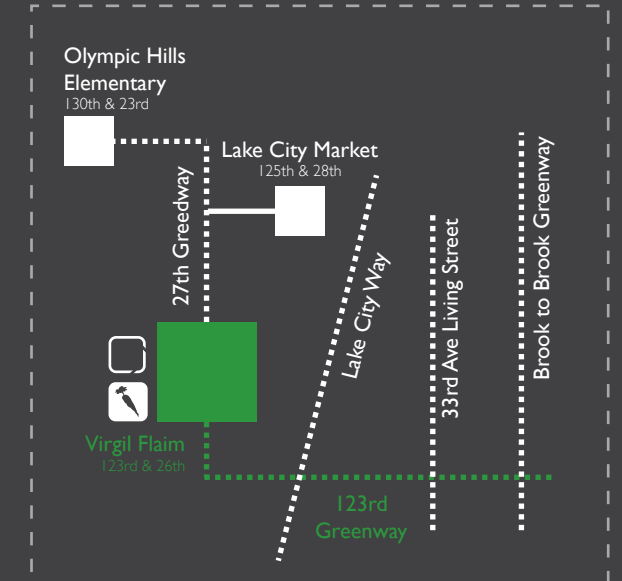 Olympic Hills
Elementary
130th & 23rd
Lake City Market
125th & 28th
27th Greedway
Lake City Way
33rd Ave Living Street
Brook to Brook Greenway
Virgil Flaim
123rd & 26th
123rd
Greenway